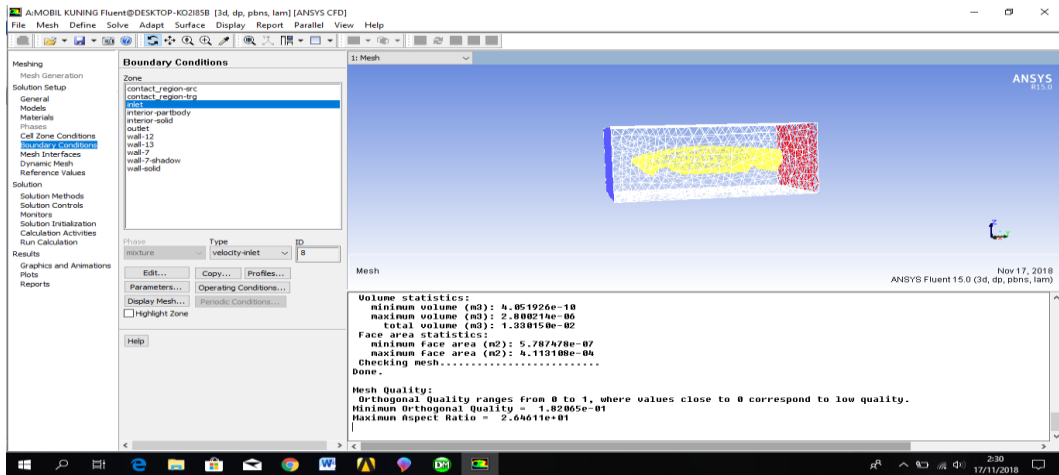 A:MOBIL KUNING Fluent@DESKTOP-KO2I85B [3d, dp, pbns, lam] [ANSYS CFD]
File Mesh Define Solve Adapt Surface Display Report Parallel View Help
Meshing
Mesh Generation
Solution Setup
General
Models
Materials
Phases
Cell Zone Conditions
Boundary Conditions
Mesh Interfaces
Dynamic Mesh
Reference Values
Solution
Solution Methods
Solution Controls
Monitors
Solution Initialization
Calculation Activities
Run Calculation
Results
Graphics and Animations
Plots
Reports
Boundary Conditions
Zone
contact_region-src
contact_region-trg
inlet
interior-partbody
interior-solid
outlet
wall-12
wall-13
wall-7
wall-7-shadow
wall-solid
Phase Type ID
mixture velocity-inlet 8
Edit... Copy... Profiles...
Parameters... Operating Conditions...
Display Mesh... Periodic Conditions...
Highlight Zone
Help
1: Mesh
ANSYS
R15.0
Z
Mesh
Nov 17, 2018
ANSYS Fluent 15.0 (3d, dp, pbns, lam)
Volume statistics:
minimum volume (m3): 4.051926e-10
maximum volume (m3): 2.800214e-06
total volume (m3): 1.330150e-02
Face area statistics:
minimum face area (m2): 5.787478e-07
maximum face area (m2): 4.113108e-04
Checking mesh..........................
Done.
Mesh Quality:
Orthogonal Quality ranges from 0 to 1, where values close to 0 correspond to low quality.
Minimum Orthogonal Quality = 1.82065e-01
Maximum Aspect Ratio = 2.64611e+01
2:30
17/11/2018